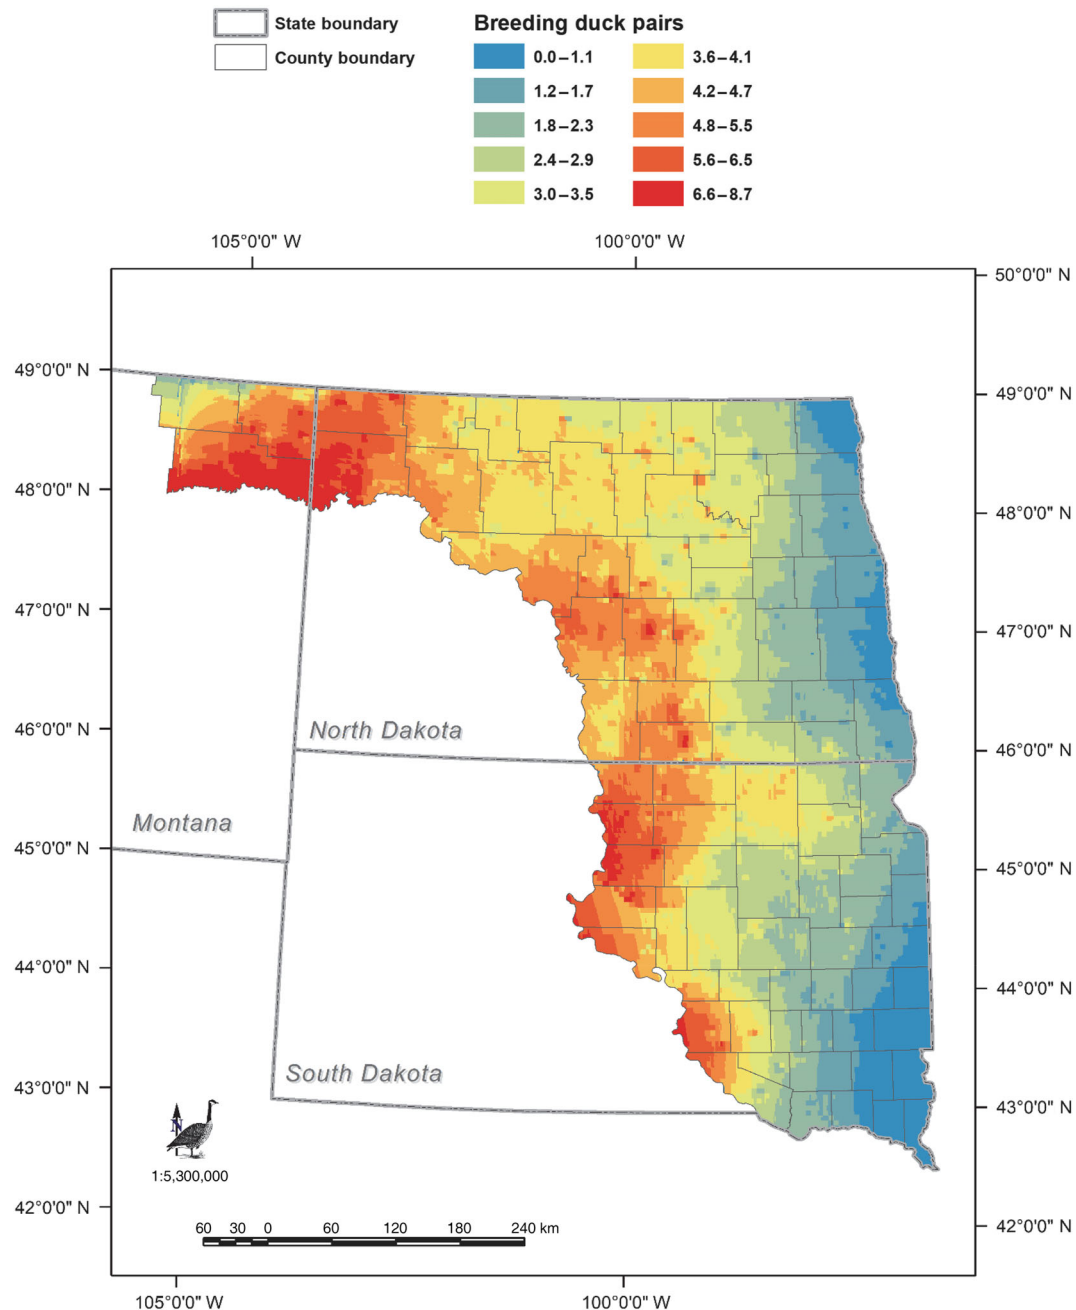 State boundary
County boundary
Breeding duck pairs
0.0–1.1
1.2–1.7
1.8–2.3
2.4–2.9
3.0–3.5
3.6–4.1
4.2–4.7
4.8–5.5
5.6–6.5
6.6–8.7
105°0'0" W
100°0'0" W
50°0'0" N
49°0'0" N
49°0'0" N
48°0'0" N
48°0'0" N
47°0'0" N
47°0'0" N
46°0'0" N
46°0'0" N
45°0'0" N
45°0'0" N
44°0'0" N
44°0'0" N
43°0'0" N
43°0'0" N
42°0'0" N
42°0'0" N
North Dakota
Montana
South Dakota
N
1:5,300,000
60 30 0 60 120 180 240 km
105°0'0" W
100°0'0" W